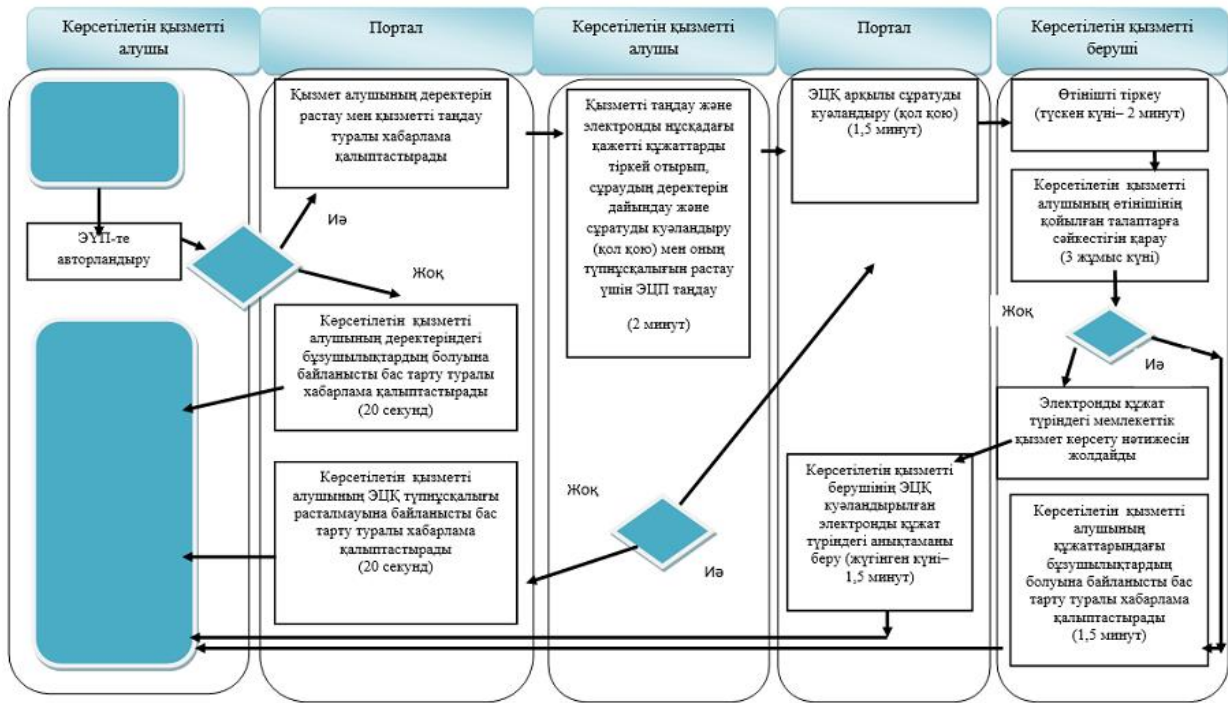 Көрсетілетін қызметті
алушы
Портал
Көрсетілетін қызметті
алушы
Портал
Көрсетілетін қызметті
беруші
ЭҮП-те
авторландыру
Қызмет алушының деректерін
растау мен қызметті таңдау
туралы хабарлама
қалыптастырады
Иә
Жоқ
Көрсетілетін қызметті
алушының деректеріндегі
бұзушылықтардың болуына
байланысты бас тарту туралы
хабарлама қалыптастырады
(20 секунд)
Көрсетілетін қызметті
алушының ЭЦҚ түпнұсқалығы
расталмауына байланысты бас
тарту туралы хабарлама
қалыптастырады
(20 секунд)
Қызметті таңдау және
электронды нұсқадағы
қажетті құжаттарды
тіркей отырып,
сұраудың деректерін
дайындау және
сұратуды куәландыру
(қол қою) мен оның
түпнұсқалығын растау
үшін ЭЦП таңдау
(2 минут)
Жоқ
Иә
ЭЦҚ арқылы сұратуды
куәландыру (қол қою)
(1,5 минут)
Көрсетілетін қызметті
берушінің ЭЦҚ
куәландырылған
электронды құжат
түріндегі анықтаманы
беру (жүгінген күні–
1,5 минут)
Өтінішті тіркеу
(түскен күні– 2 минут)
Көрсетілетін қызметті
алушының өтінішінің
қойылған талаптарға
сәйкестігін қарау
(3 жұмыс күні)
Жоқ
Иә
Электронды құжат
түріндегі мемлекеттік
қызмет көрсету нәтижесін
жолдайды
Көрсетілетін қызметті
алушының
құжаттарындағы
бұзушылықтардың
болуына байланысты бас
тарту туралы хабарлама
қалыптастырады
(1,5 минут)